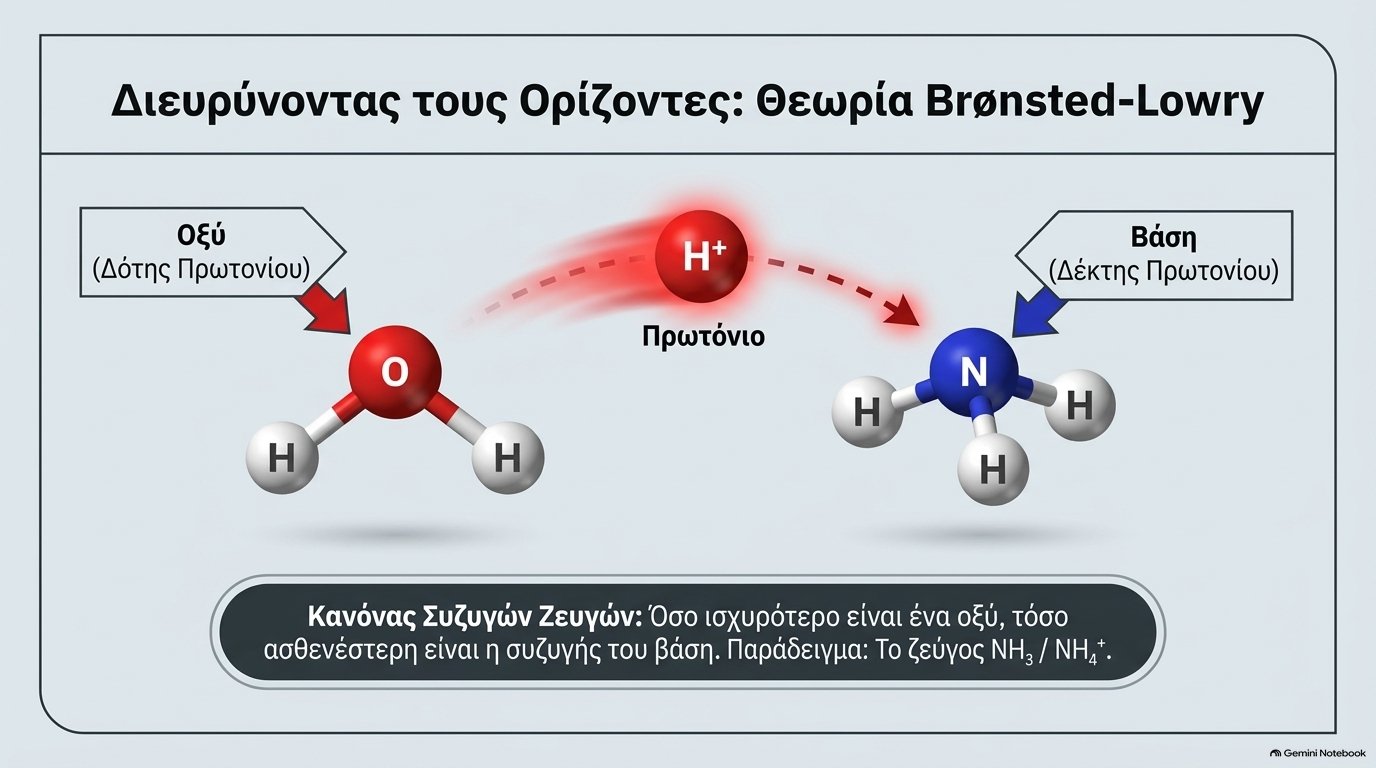 Διευρύνοντας τους Ορίζοντες: Θεωρία Brønsted-Lowry
Οξύ
(Δότης Πρωτονίου)
H⁺
Πρωτόνιο
Βάση
(Δέκτης Πρωτονίου)
O
H
H
N
H
H
H
Κανόνας Συζυγών Ζευγών: Όσο ισχυρότερο είναι ένα οξύ, τόσο
ασθενέστερη είναι η συζυγής του βάση. Παράδειγμα: Το ζεύγος NH₃ / NH₄⁺.
Gemini Notebook